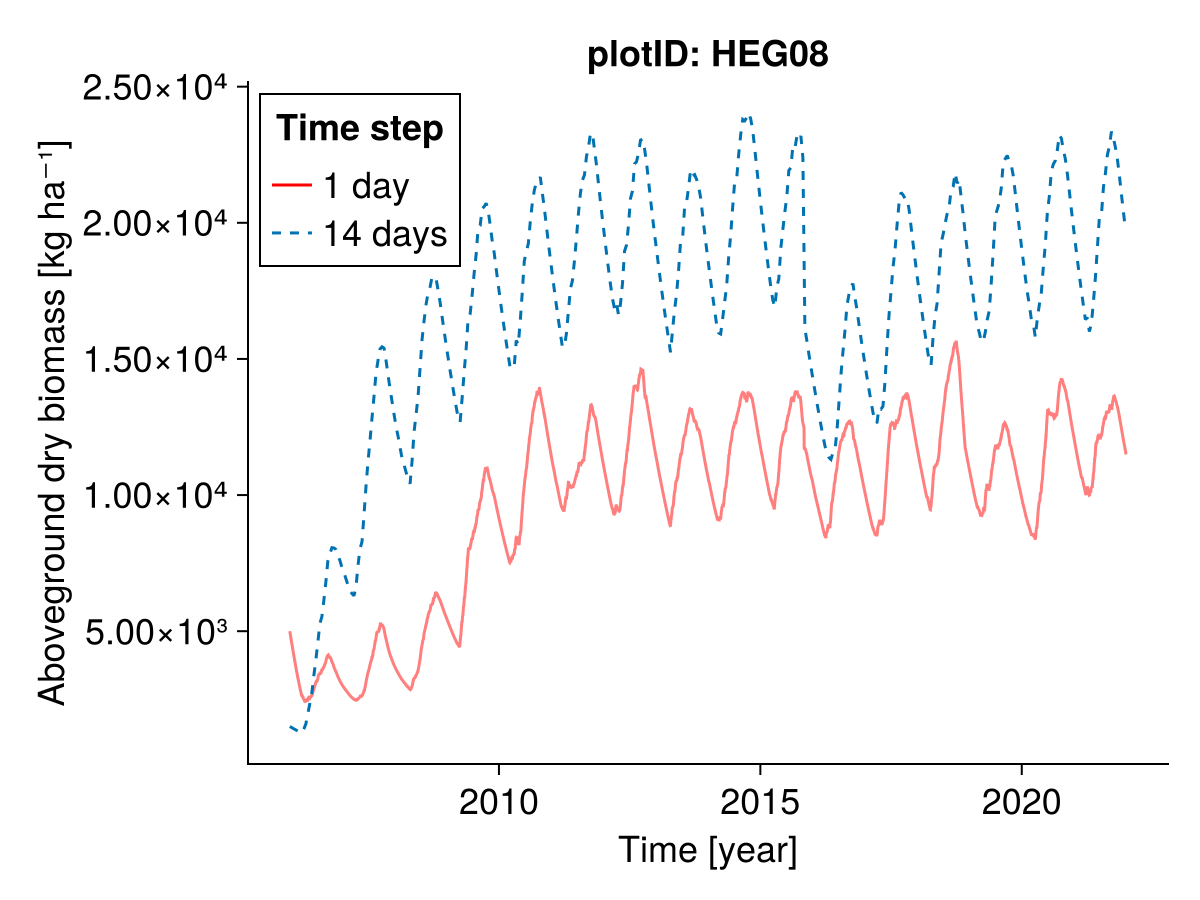 plotID: HEG08
2.50×10⁴
2.00×10⁴
1.50×10⁴
1.00×10⁴
5.00×10³
Aboveground dry biomass [kg ha⁻¹]
Time step
1 day
14 days
2010
2015
2020
Time [year]